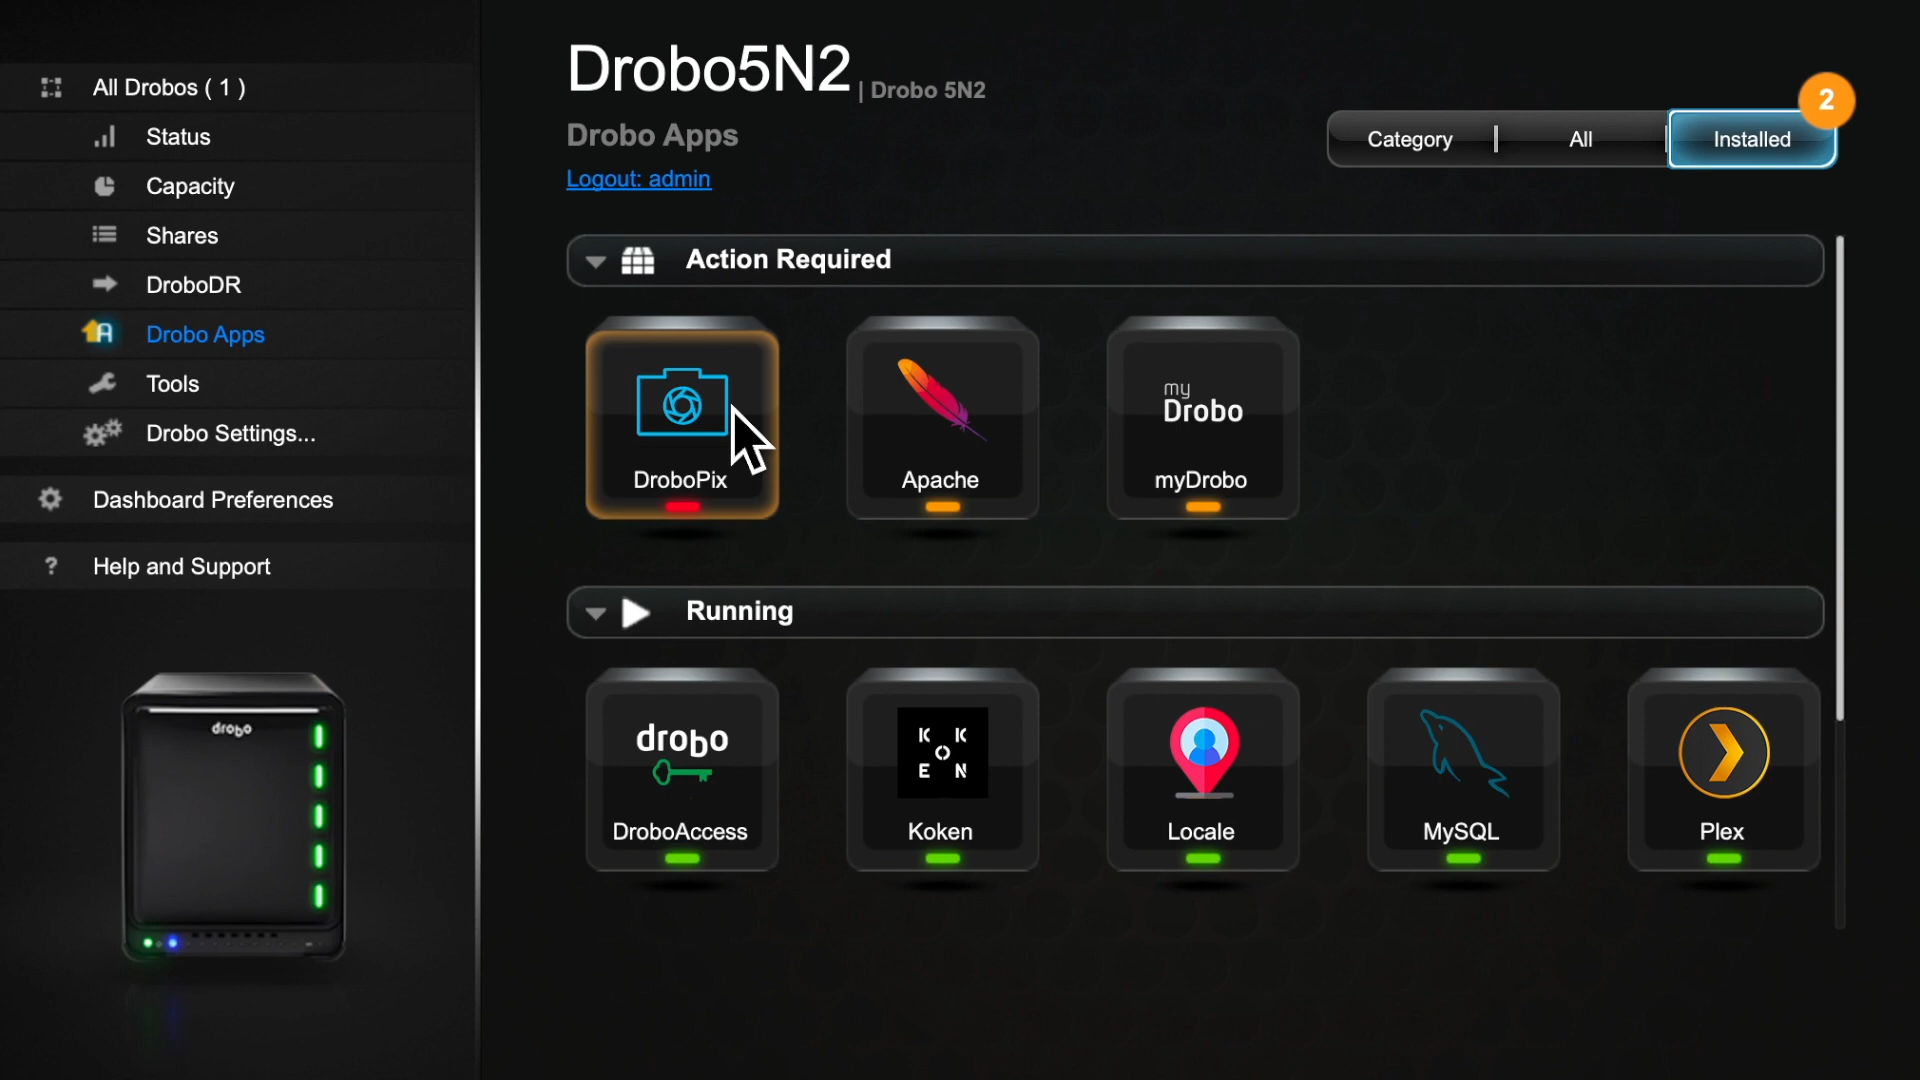 All Drobos ( 1 )
Status
Capacity
Shares
DroboDR
Drobo Apps
Tools
Drobo Settings...
Dashboard Preferences
Help and Support
drobo
Drobo5N2 | Drobo 5N2
Drobo Apps
Logout: admin
Category | All | Installed
2
Action Required
my
Drobo
DroboPix
Apache
myDrobo
Running
drobo
K K
O
E N
DroboAccess
Koken
Locale
MySQL
Plex